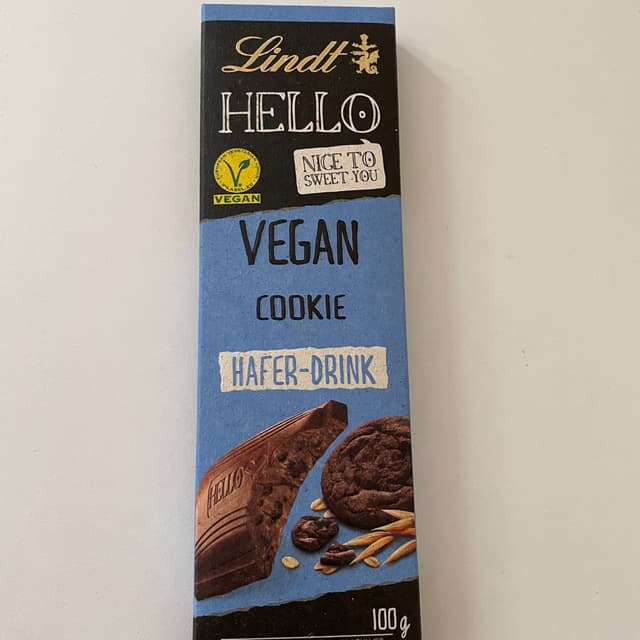 Lindt
HELLO
NICE TO
SWEET YOU
VEGAN
VEGAN
COOKIE
HAFER-DRINK
HELLO
100g